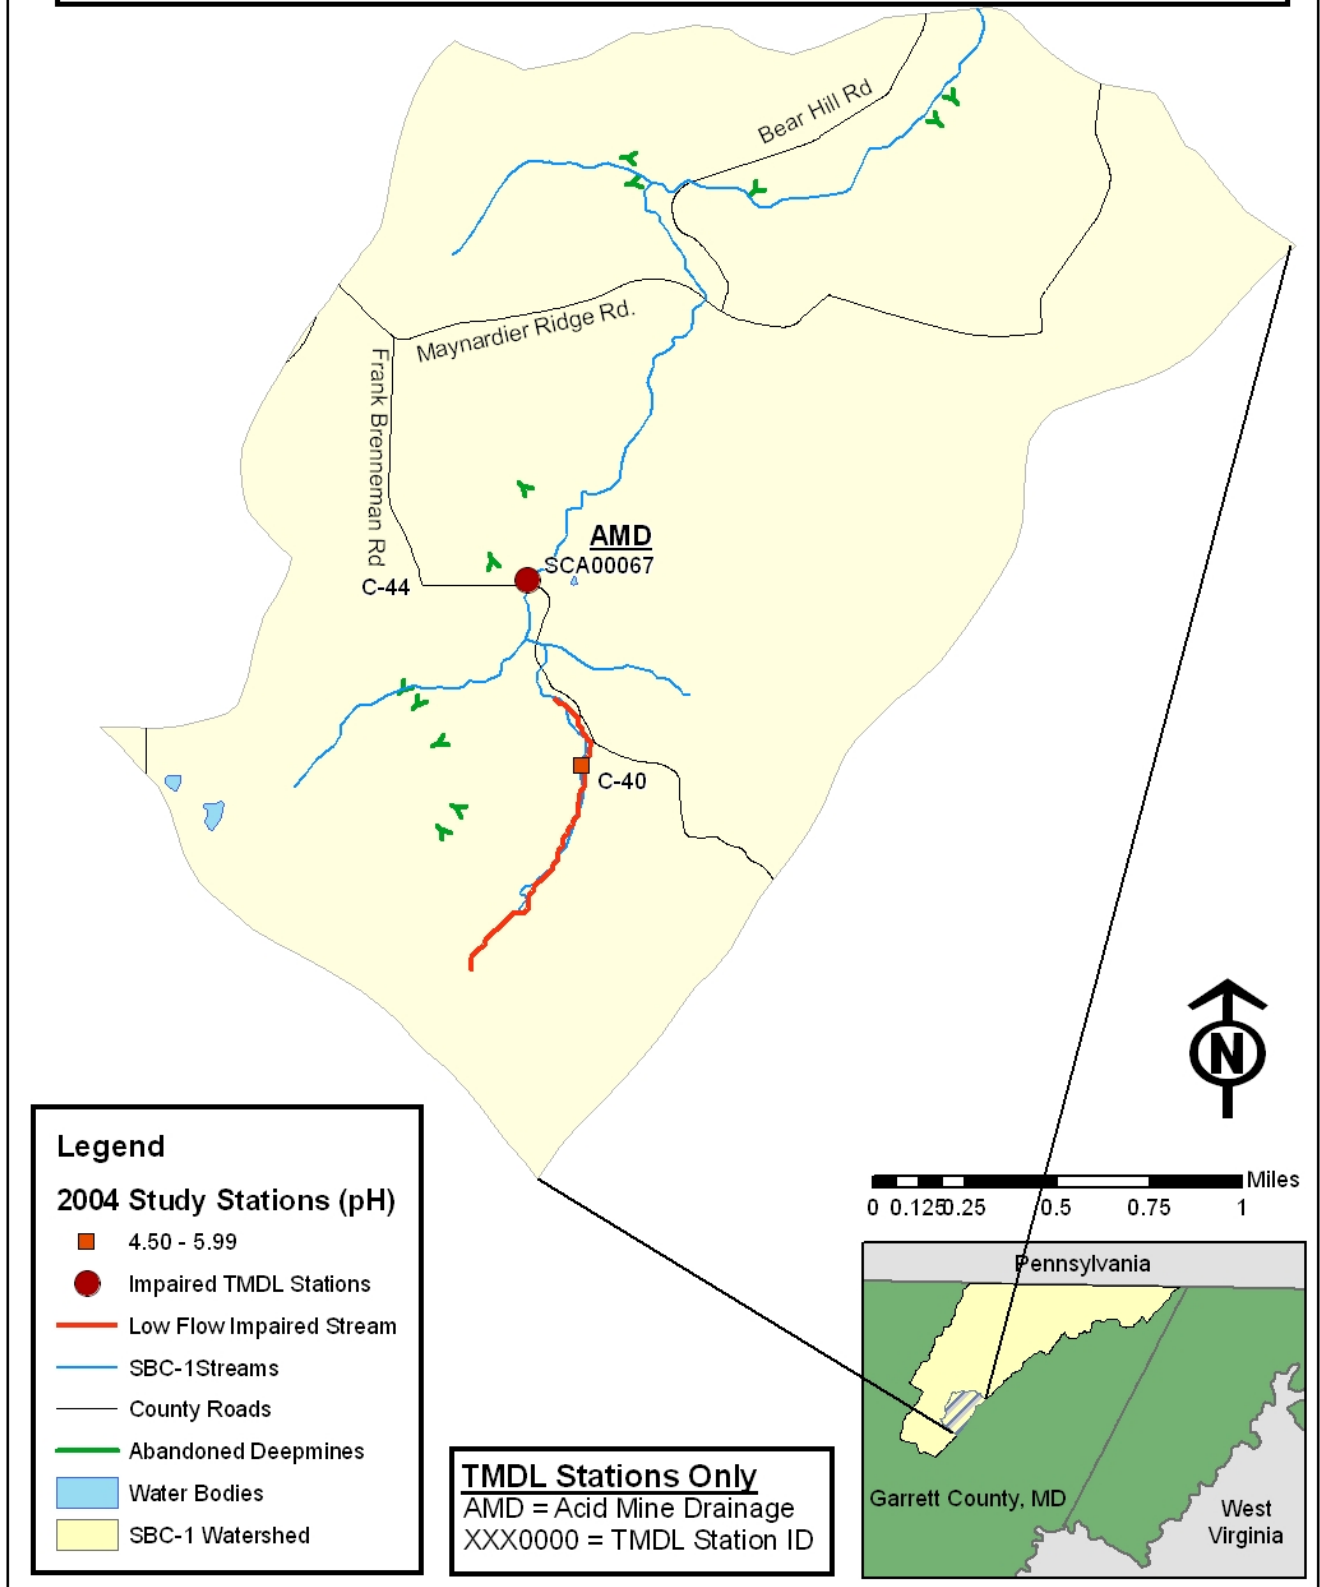 Bear Hill Rd
Maynardier Ridge Rd.
Frank Brenneman Rd
AMD
SCA00067
C-44
C-40
N
Legend
2004 Study Stations (pH)
4.50 - 5.99
Impaired TMDL Stations
Low Flow Impaired Stream
SBC-1Streams
County Roads
Abandoned Deepmines
Water Bodies
SBC-1 Watershed
TMDL Stations Only
AMD = Acid Mine Drainage
XXX0000 = TMDL Station ID
Miles
0 0.125 0.25 0.5 0.75 1
Pennsylvania
Garrett County, MD
West
Virginia